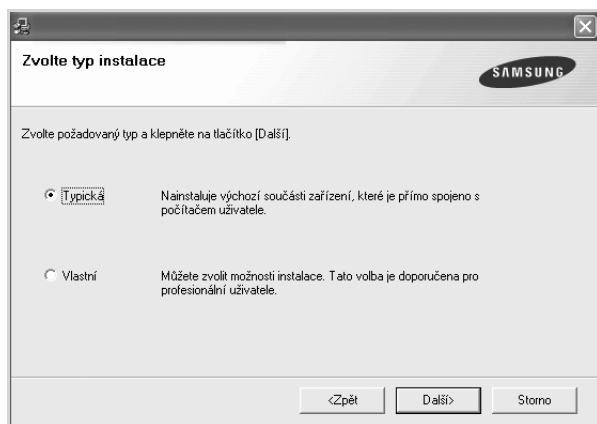 Zvolte typ instalace
SAMSUNG
Zvolte požadovaný typ a klepněte na tlačítko [Další].
Typická
Nainstaluje výchozí součásti zařízení, které je přímo spojeno s
počítačem uživatele.
Vlastní
Můžete zvolit možnosti instalace. Tato volba je doporučena pro
profesionální uživatele.
<Zpět
Další>
Storno